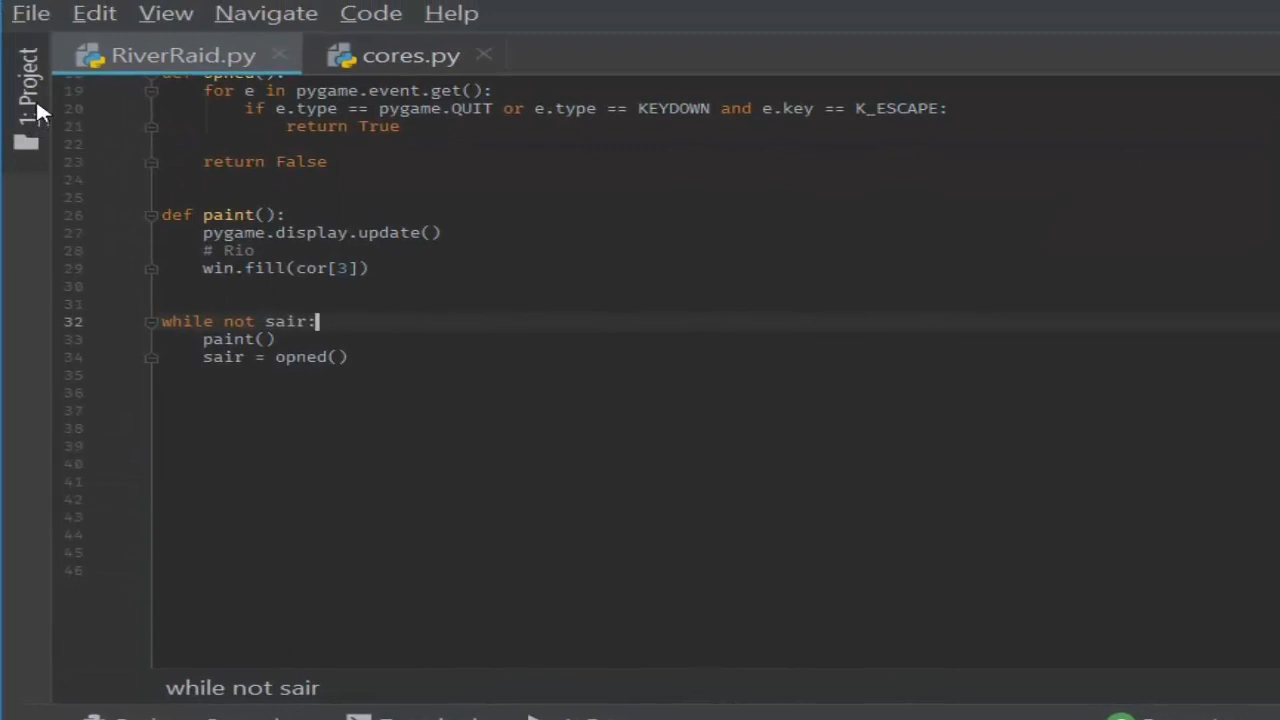 File Edit View Navigate Code Help
RiverRaid.py cores.py
1: Project
19 for e in pygame.event.get():
20 if e.type == pygame.QUIT or e.type == KEYDOWN and e.key == K_ESCAPE:
21 return True
22
23 return False
24
25
26 def paint():
27 pygame.display.update()
28 # Rio
29 win.fill(cor[3])
30
31
32 while not sair:
33 paint()
34 sair = opned()
35
36
37
38
39
40
41
42
43
44
45
46
while not sair